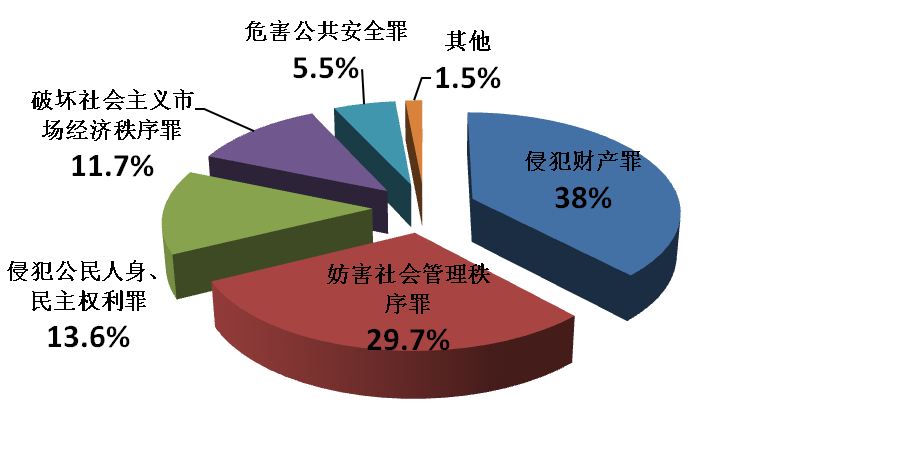 危害公共安全罪
5.5%
其他
1.5%
破坏社会主义市
场经济秩序罪
11.7%
侵犯财产罪
38%
侵犯公民人身、
民主权利罪
13.6%
妨害社会管理秩
序罪
29.7%